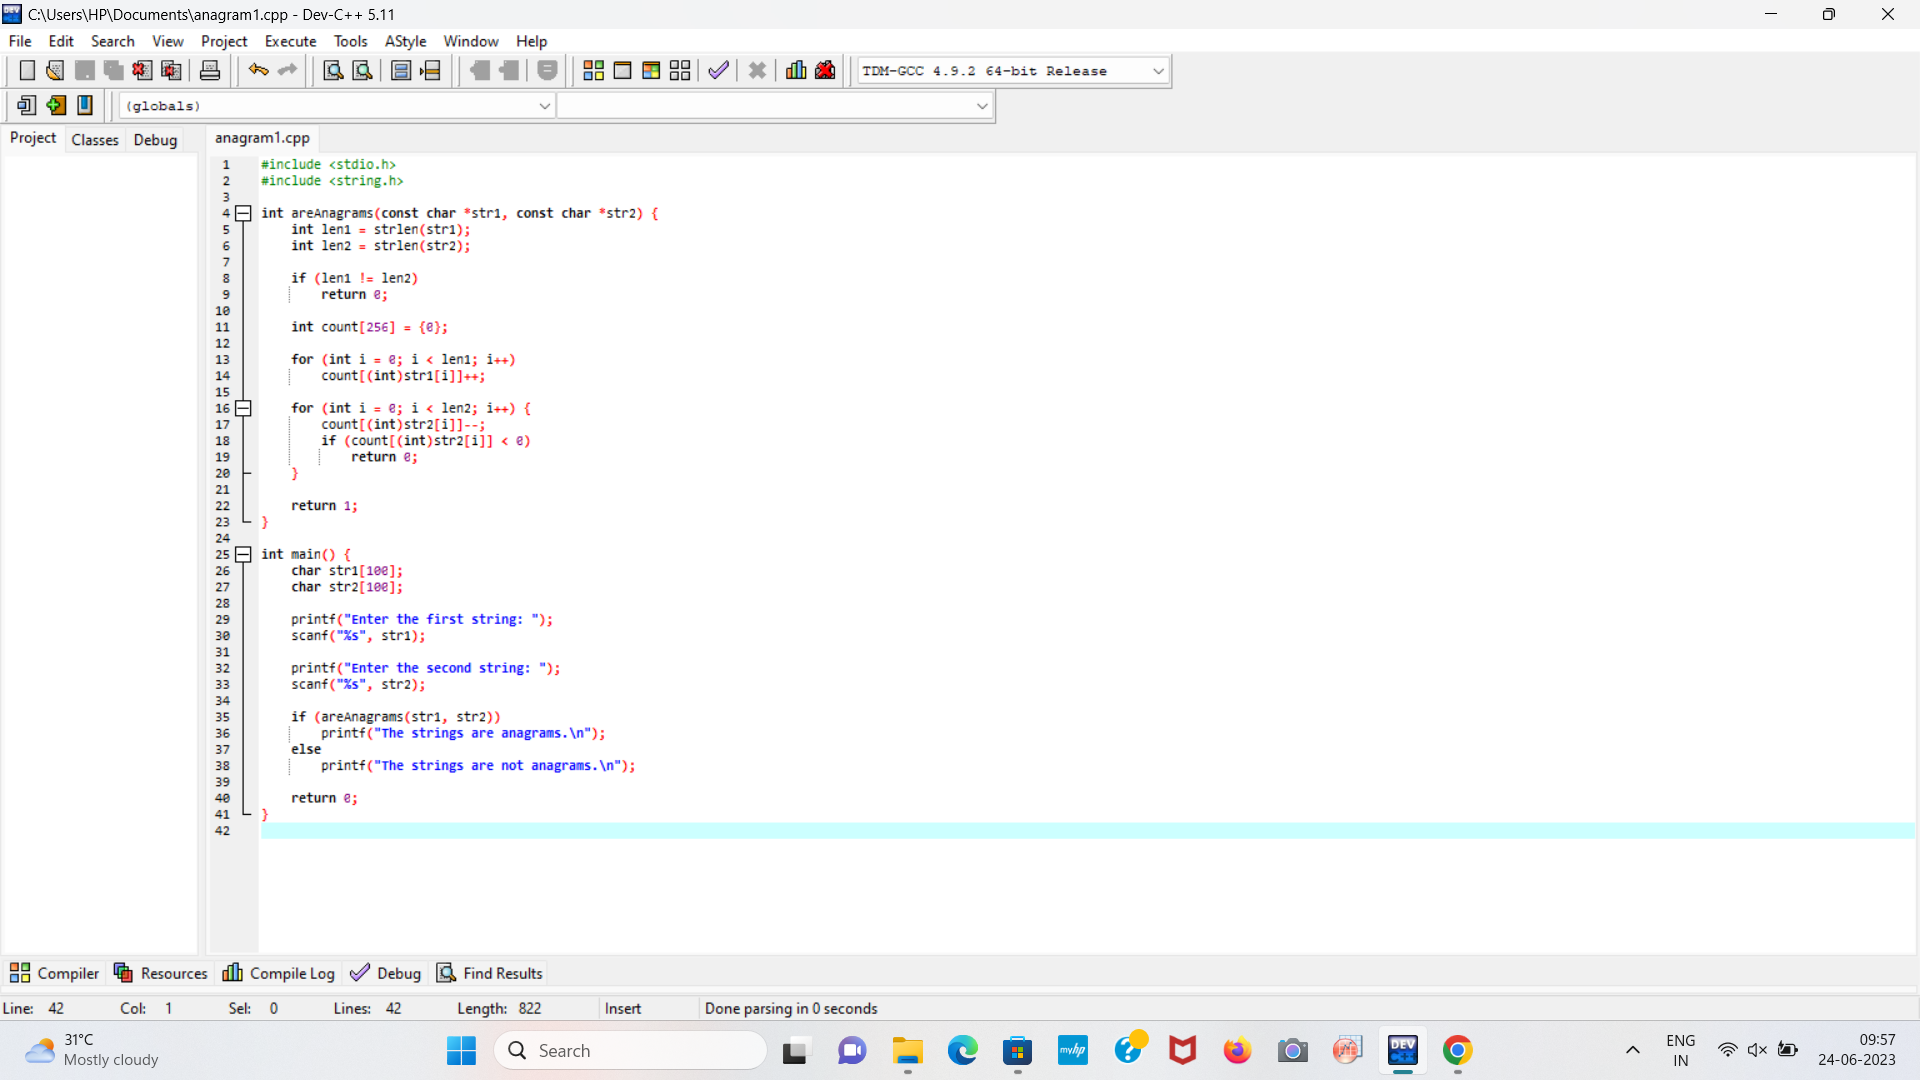 C:\Users\HP\Documents\anagram1.cpp - Dev-C++ 5.11
File Edit Search View Project Execute Tools AStyle Window Help
TDM-GCC 4.9.2 64-bit Release
(globals)
Project Classes Debug anagram1.cpp
1 #include <stdio.h>
2 #include <string.h>
3
4 int areAnagrams(const char *str1, const char *str2) {
5 int len1 = strlen(str1);
6 int len2 = strlen(str2);
7
8 if (len1 != len2)
9 return 0;
10
11 int count[256] = {0};
12
13 for (int i = 0; i < len1; i++)
14 count[(int)str1[i]]++;
15
16 for (int i = 0; i < len2; i++) {
17 count[(int)str2[i]]--;
18 if (count[(int)str2[i]] < 0)
19 return 0;
20 }
21
22 return 1;
23 }
24
25 int main() {
26 char str1[100];
27 char str2[100];
28
29 printf("Enter the first string: ");
30 scanf("%s", str1);
31
32 printf("Enter the second string: ");
33 scanf("%s", str2);
34
35 if (areAnagrams(str1, str2))
36 printf("The strings are anagrams.\n");
37 else
38 printf("The strings are not anagrams.\n");
39
40 return 0;
41 }
42
Compiler Resources Compile Log Debug Find Results
Line: 42 Col: 1 Sel: 0 Lines: 42 Length: 822 Insert Done parsing in 0 seconds
31°C
Mostly cloudy
Search
myhp
DEV
C++
ENG
IN
09:57
24-06-2023